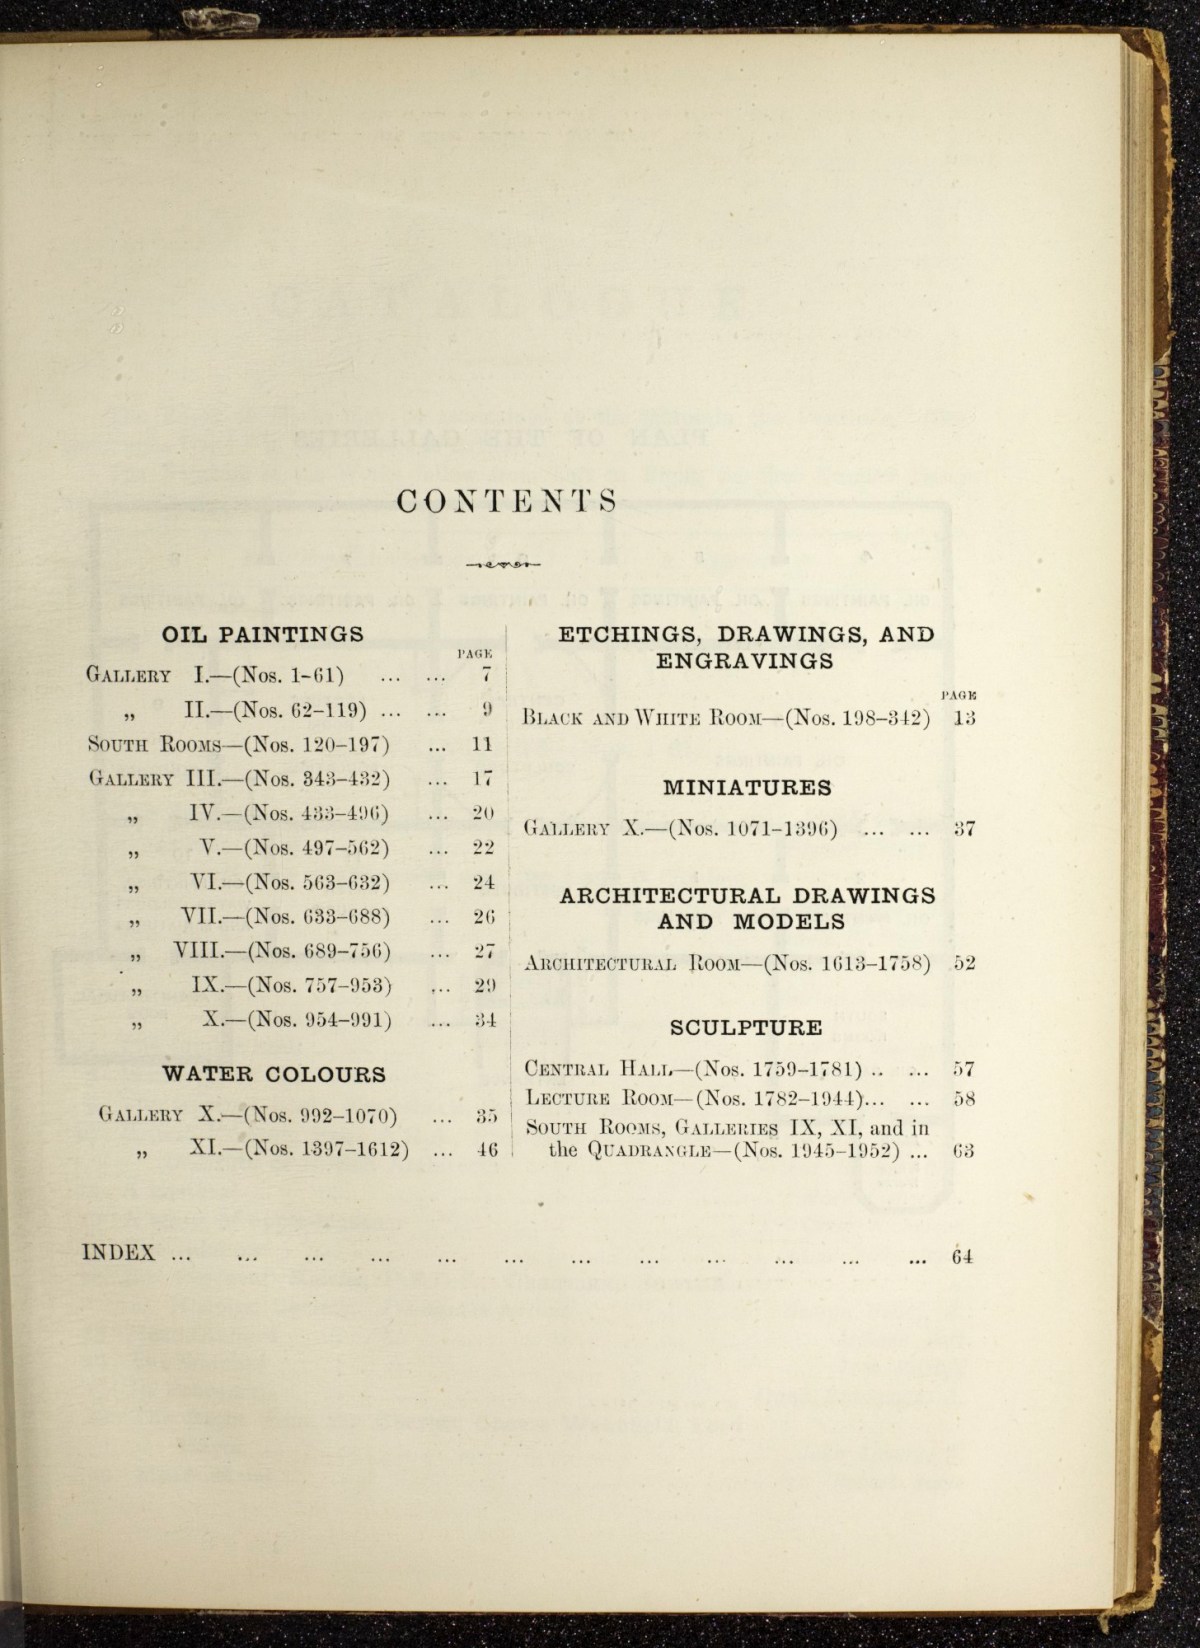 CONTENTS
OIL PAINTINGS
PAGE
GALLERY I.—(Nos. 1–61) ... ... 7
„ II.—(Nos. 62–119) ... ... 9
SOUTH ROOMS—(Nos. 120–197) ... 11
GALLERY III.—(Nos. 343–432) ... 17
„ IV.—(Nos. 433–496) ... 20
„ V.—(Nos. 497–562) ... 22
„ VI.—(Nos. 563–632) ... 24
„ VII.—(Nos. 633–688) ... 26
„ VIII.—(Nos. 689–756) ... 27
„ IX.—(Nos. 757–953) ... 29
„ X.—(Nos. 954–991) ... 34
WATER COLOURS
GALLERY X.—(Nos. 992–1070) ... 35
„ XI.—(Nos. 1397–1612) ... 46
ETCHINGS, DRAWINGS, AND
ENGRAVINGS
PAGE
BLACK AND WHITE ROOM—(Nos. 198–342) 13
MINIATURES
GALLERY X.—(Nos. 1071–1396) ... ... 37
ARCHITECTURAL DRAWINGS
AND MODELS
ARCHITECTURAL ROOM—(Nos. 1613–1758) 52
SCULPTURE
CENTRAL HALL—(Nos. 1759–1781) .. ... 57
LECTURE ROOM—(Nos. 1782–1944)... ... 58
SOUTH ROOMS, GALLERIES IX, XI, and in
the QUADRANGLE—(Nos. 1945–1952) ... 63
INDEX ... ... ... ... ... ... ... ... ... ... ... ... 64